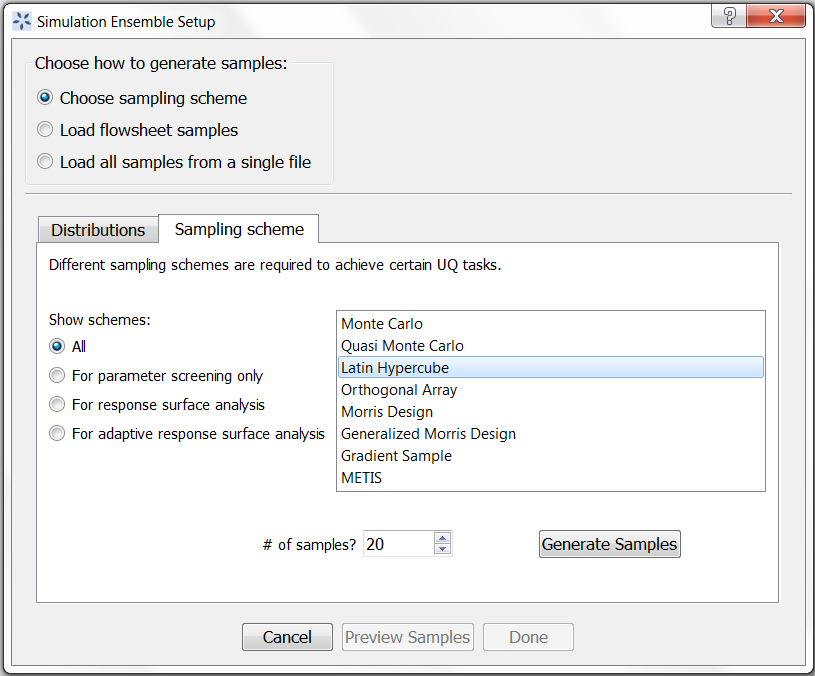 Simulation Ensemble Setup
?
X
Choose how to generate samples:
Choose sampling scheme
Load flowsheet samples
Load all samples from a single file
Distributions
Sampling scheme
Different sampling schemes are required to achieve certain UQ tasks.
Show schemes:
All
For parameter screening only
For response surface analysis
For adaptive response surface analysis
Monte Carlo
Quasi Monte Carlo
Latin Hypercube
Orthogonal Array
Morris Design
Generalized Morris Design
Gradient Sample
METIS
# of samples? 20
Generate Samples
Cancel
Preview Samples
Done